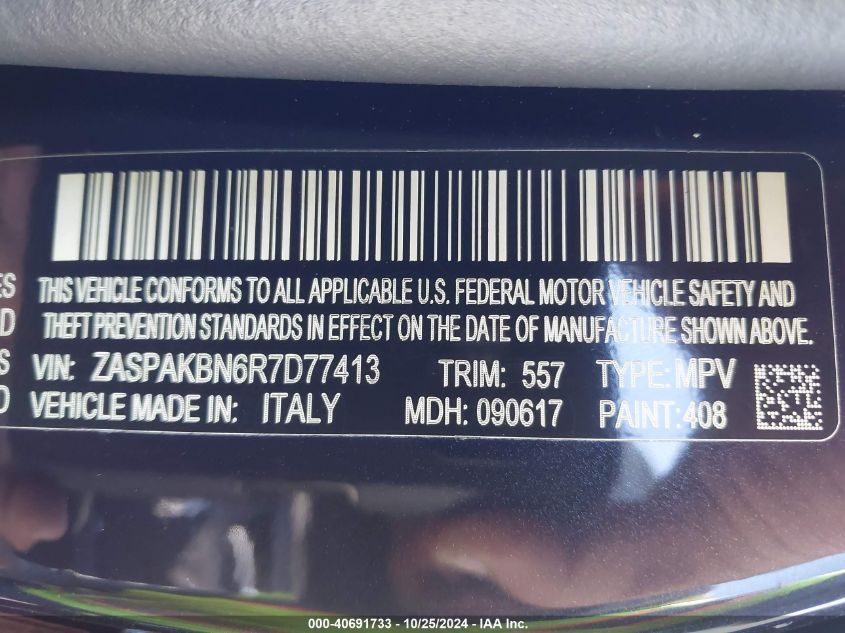 THIS VEHICLE CONFORMS TO ALL APPLICABLE U.S. FEDERAL MOTOR VEHICLE SAFETY AND
ES
THEFT PREVENTION STANDARDS IN EFFECT ON THE DATE OF MANUFACTURE SHOWN ABOVE.
D
S VIN: ZASPAKBN6R7D77413 TRIM: 557 TYPE: MPV
D VEHICLE MADE IN: ITALY MDH: 090617 PAINT: 408
000-40691733 - 10/25/2024 - IAA Inc.